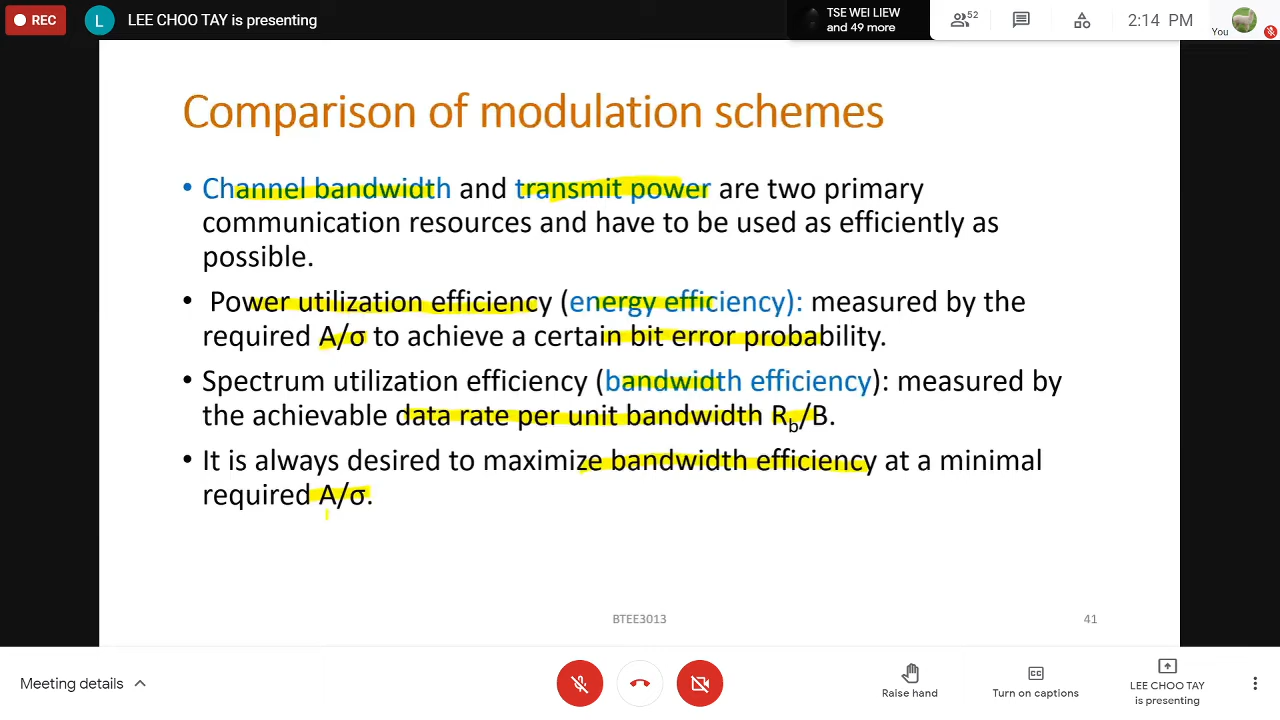 REC
L
LEE CHOO TAY is presenting
TSE WEI LIEW
and 49 more
52
2:14 PM
You
Comparison of modulation schemes
• Channel bandwidth and transmit power are two primary
communication resources and have to be used as efficiently as
possible.
• Power utilization efficiency (energy efficiency): measured by the
required A/σ to achieve a certain bit error probability.
• Spectrum utilization efficiency (bandwidth efficiency): measured by
the achievable data rate per unit bandwidth Rb/B.
• It is always desired to maximize bandwidth efficiency at a minimal
required A/σ.
BTEE3013
41
Meeting details
Raise hand
CC
Turn on captions
LEE CHOO TAY
is presenting